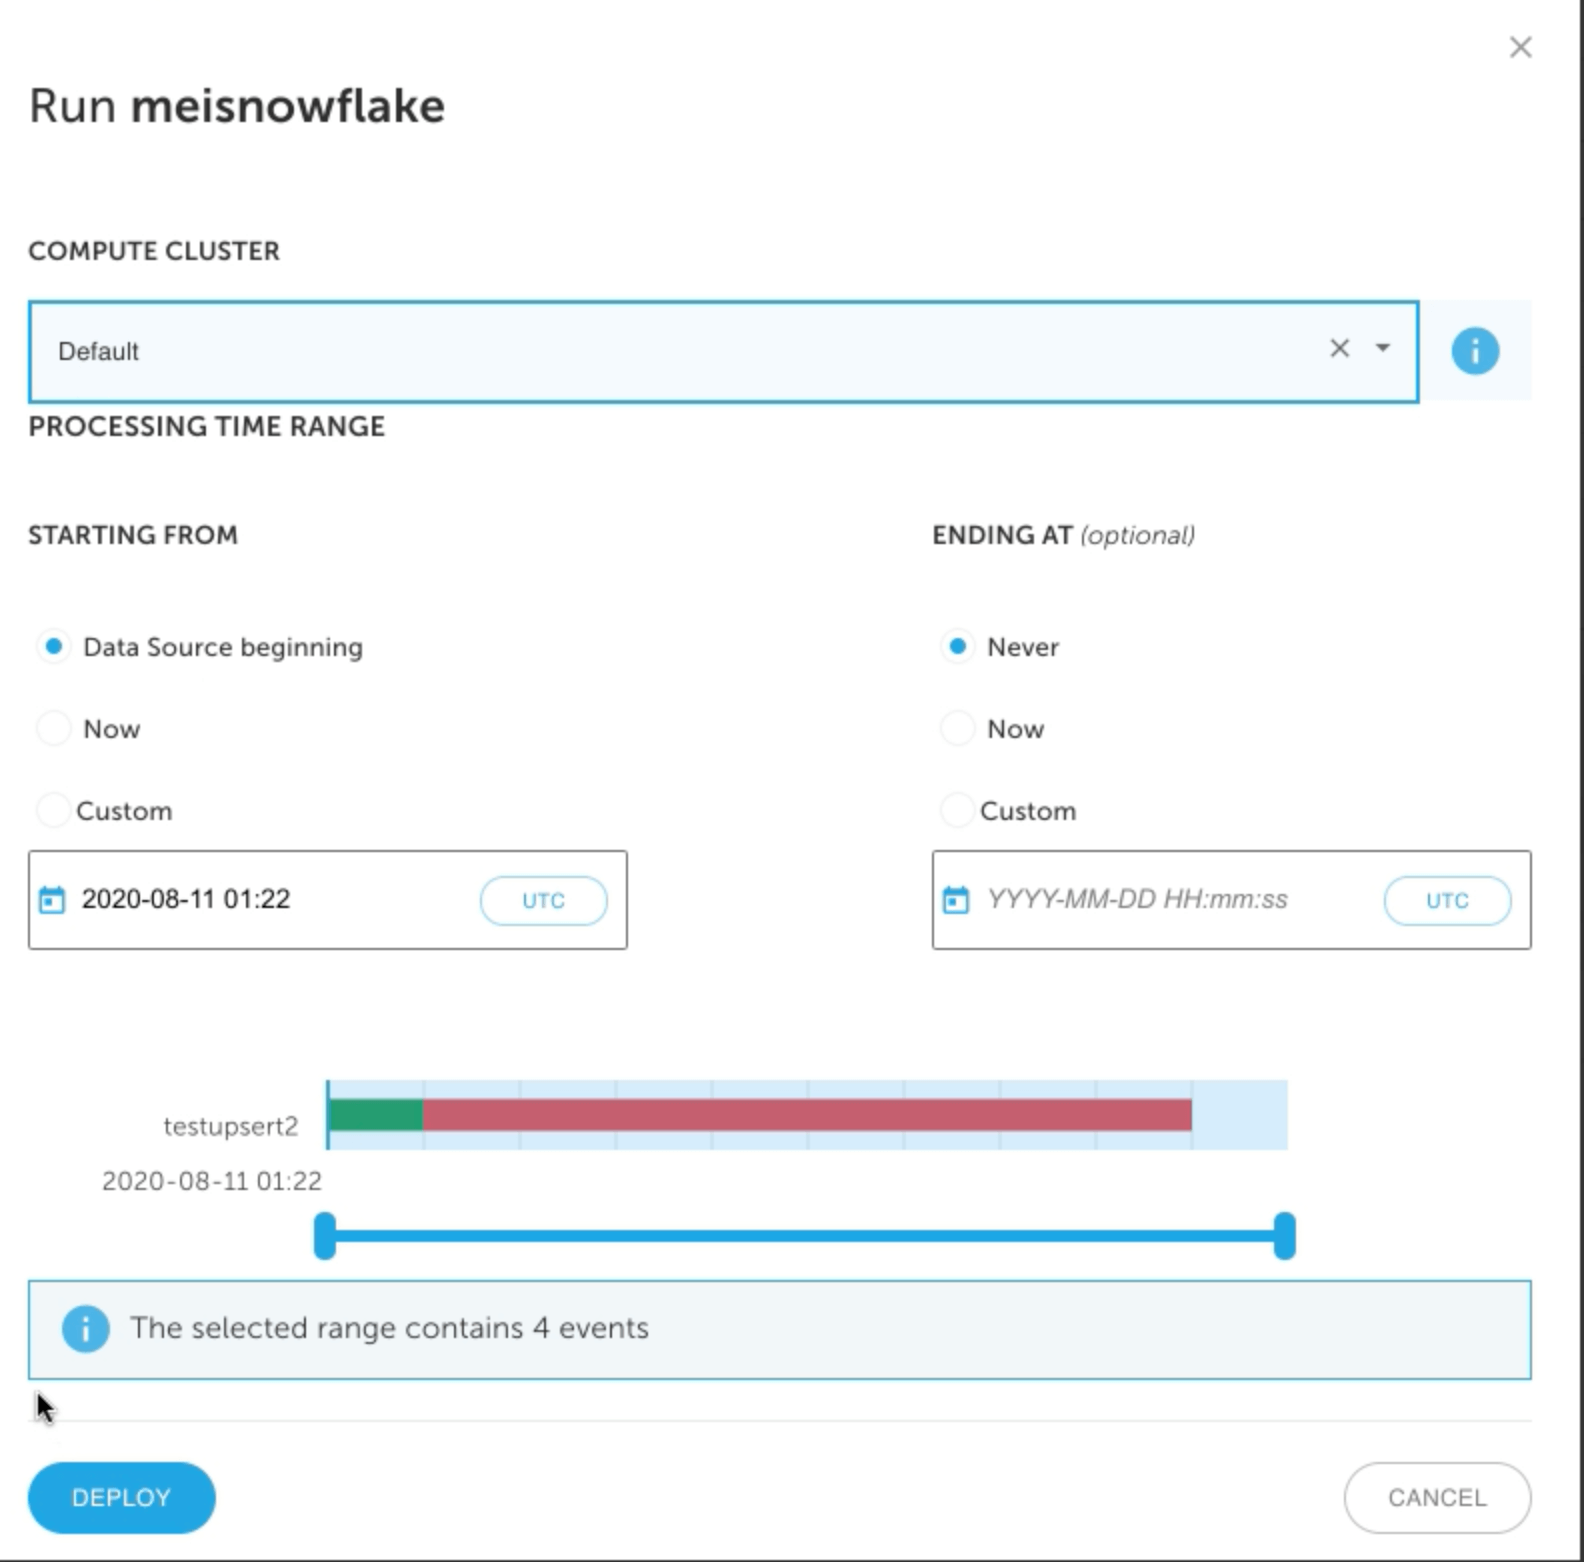 Run meisnowflake
COMPUTE CLUSTER
Default
PROCESSING TIME RANGE
STARTING FROM
ENDING AT (optional)
Data Source beginning
Never
Now
Now
Custom
Custom
2020-08-11 01:22 UTC
YYYY-MM-DD HH:mm:ss UTC
testupsert2
2020-08-11 01:22
The selected range contains 4 events
DEPLOY
CANCEL